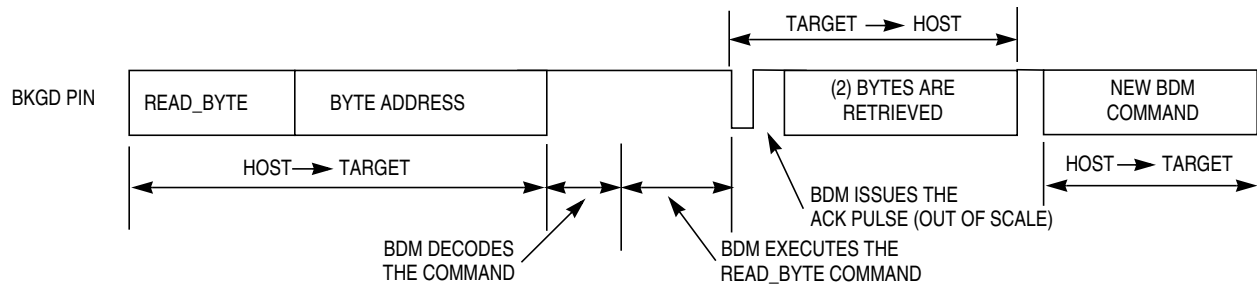 TARGET → HOST
BKGD PIN
READ_BYTE
BYTE ADDRESS
(2) BYTES ARE
RETRIEVED
NEW BDM
COMMAND
HOST → TARGET
HOST → TARGET
BDM ISSUES THE
ACK PULSE (OUT OF SCALE)
BDM DECODES
THE COMMAND
BDM EXECUTES THE
READ_BYTE COMMAND